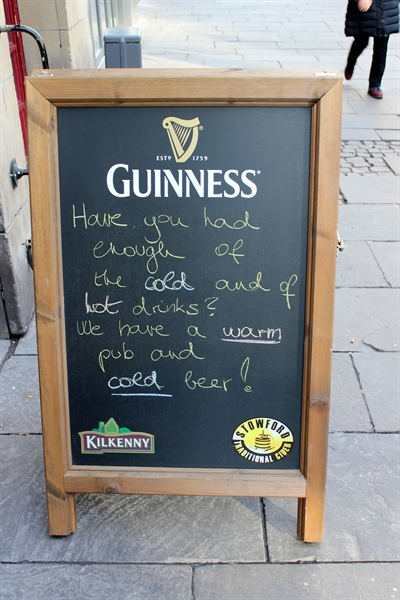 ESTD 1759
GUINNESS
Have you had
enough of
the cold and of
hot drinks?
We have a warm
pub and
cold beer!
KILKENNY
STOWFORD
TRADITIONAL CIDER